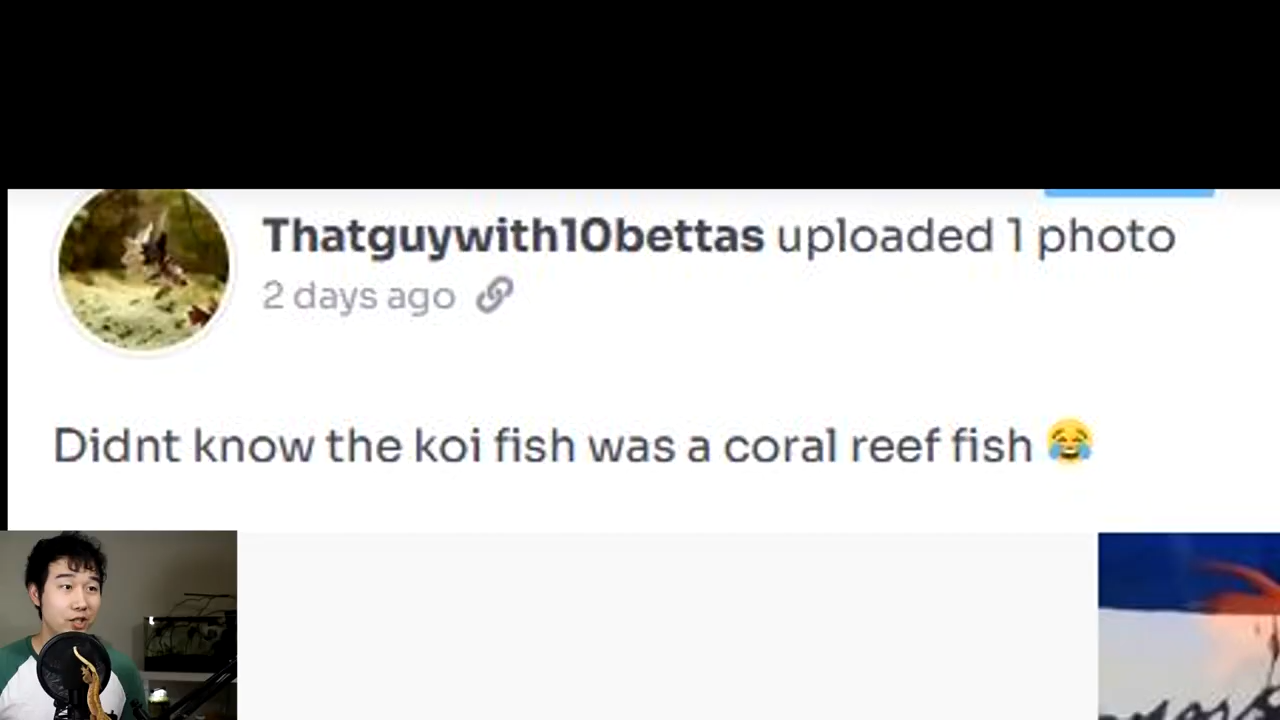 Thatguywith10bettas uploaded 1 photo
2 days ago
Didnt know the koi fish was a coral reef fish 😂